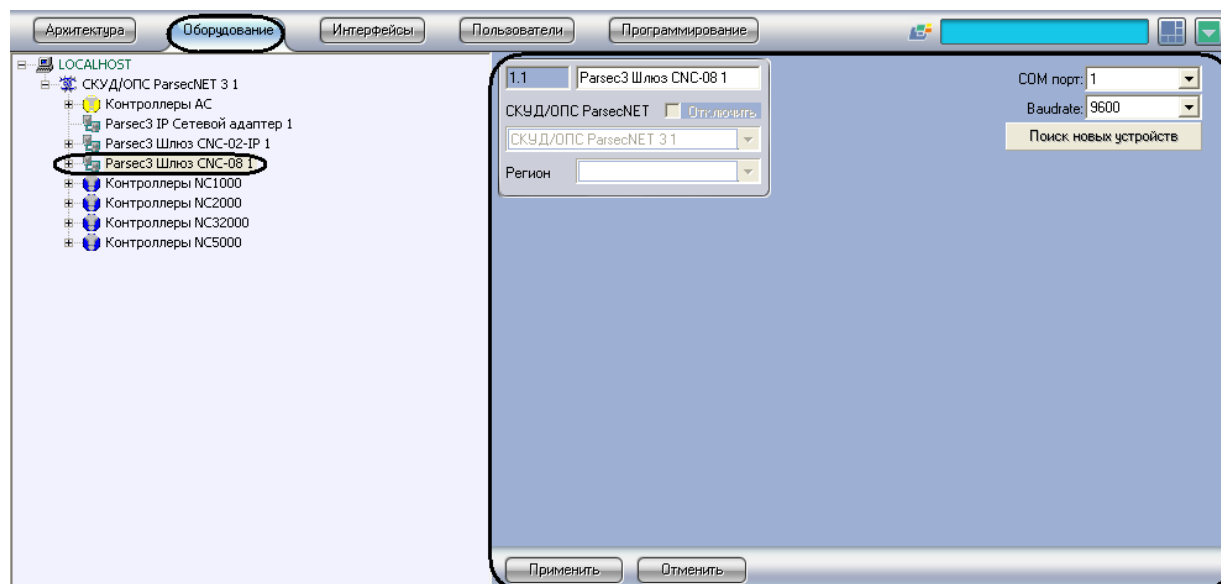 Архитектура Оборудование Интерфейсы Пользователи Программирование
LOCALHOST
СКУД/ОПС ParsecNET 3 1
Контроллеры AC
Parsec3 IP Сетевой адаптер 1
Parsec3 Шлюз CNC-02-IP 1
Parsec3 Шлюз CNC-08 1
Контроллеры NC1000
Контроллеры NC2000
Контроллеры NC32000
Контроллеры NC5000
1.1 Parsec3 Шлюз CNC-08 1
СКУД/ОПС ParsecNET Отключить
СКУД/ОПС ParsecNET 3 1
Регион
COM порт: 1
Baudrate: 9600
Поиск новых устройств
Применить Отменить